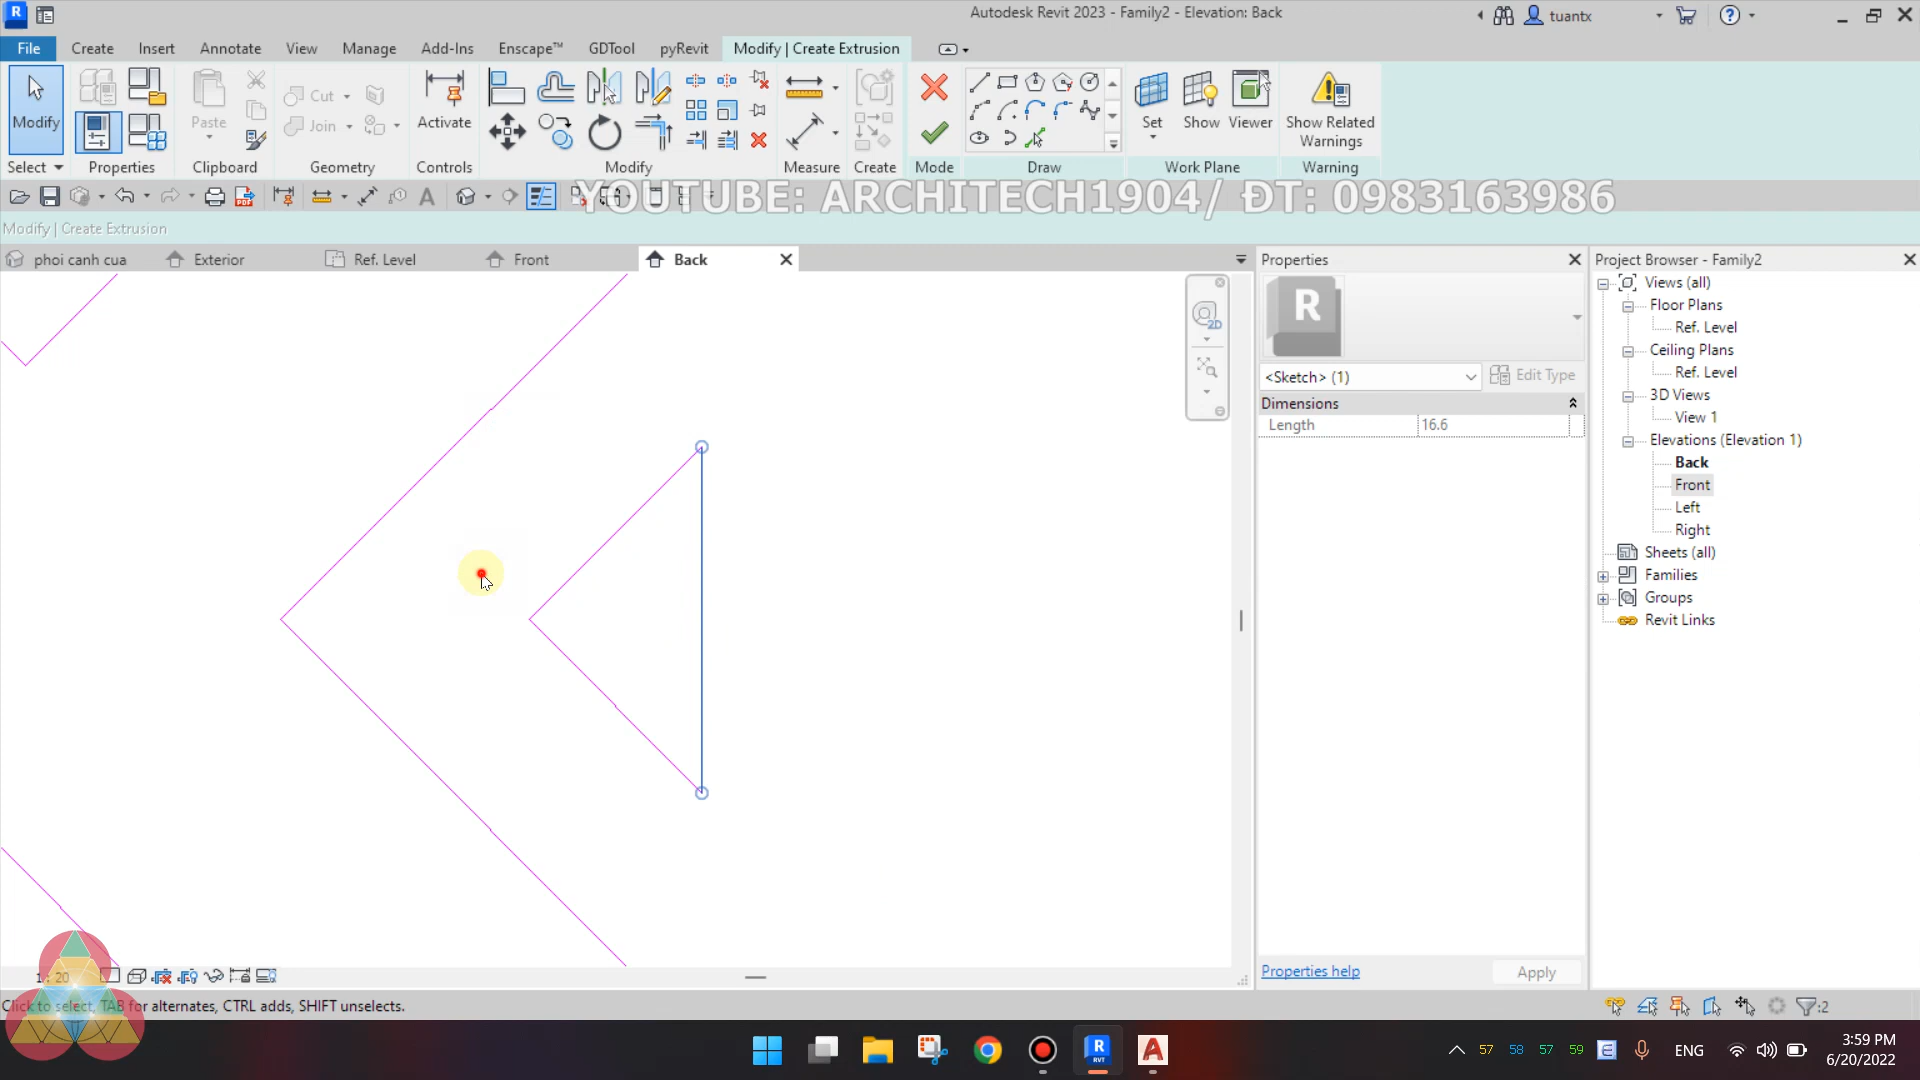 Autodesk Revit 2023 - Family2 - Elevation: Back
tuantx
File Create Insert Annotate View Manage Add-Ins Enscape™ GDTool pyRevit Modify | Create Extrusion
Modify
Paste
Cut
Join
Activate
Set
Show
Viewer
Show Related
Warnings
Select Properties Clipboard Geometry Controls Modify Measure Create Mode Draw Work Plane Warning
YOUTUBE: ARCHITECH1904/ ĐT: 0983163986
Modify | Create Extrusion
phoi canh cua Exterior Ref. Level Front Back
2D
Properties
R
<Sketch> (1)
Edit Type
Dimensions
Length 16.6
Properties help
Apply
Project Browser - Family2
Views (all)
Floor Plans
Ref. Level
Ceiling Plans
Ref. Level
3D Views
View 1
Elevations (Elevation 1)
Back
Front
Left
Right
Sheets (all)
Families
Groups
Revit Links
Click to select, TAB for alternates, CTRL adds, SHIFT unselects.
:2
57 58 57 59 ENG
3:59 PM
6/20/2022